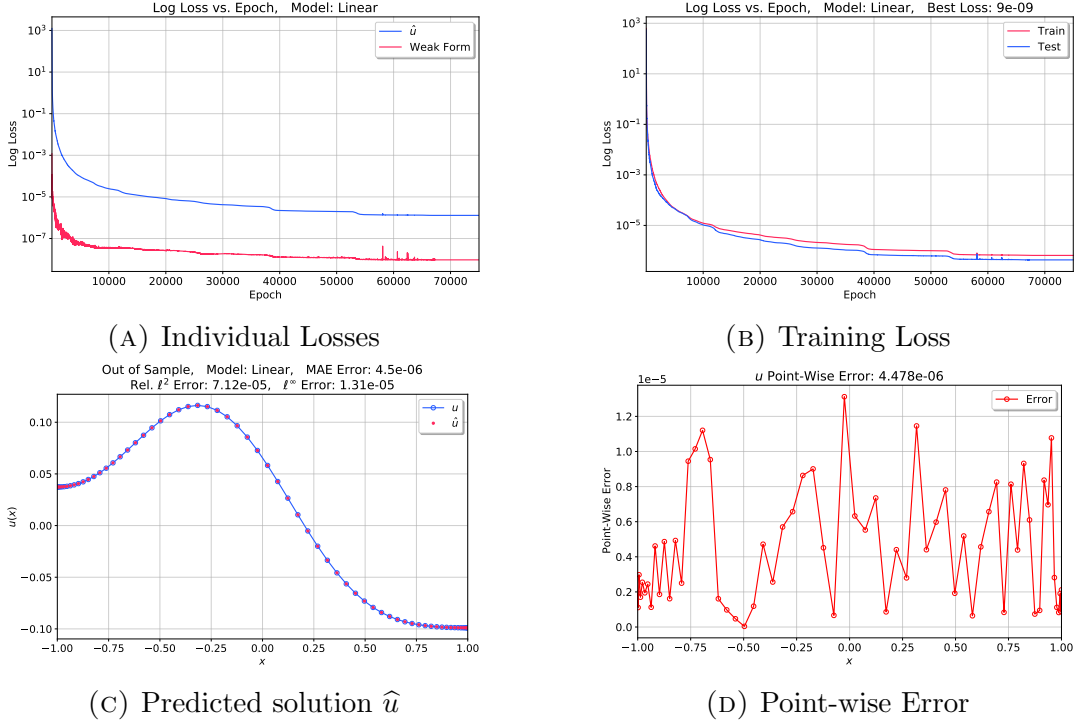 Log Loss vs. Epoch, Model: Linear
10³
10¹
10⁻¹
10⁻³
10⁻⁵
10⁻⁷
Log Loss
û
Weak Form
10000 20000 30000 40000 50000 60000 70000
Epoch
(A) Individual Losses
Log Loss vs. Epoch, Model: Linear, Best Loss: 9e-09
10³
10¹
10⁻¹
10⁻³
10⁻⁵
Log Loss
Train
Test
10000 20000 30000 40000 50000 60000 70000
Epoch
(B) Training Loss
Out of Sample, Model: Linear, MAE Error: 4.5e-06
Rel. ℓ² Error: 7.12e-05, ℓ∞ Error: 1.31e-05
0.10
0.05
0.00
−0.05
−0.10
u(x)
u
û
−1.00 −0.75 −0.50 −0.25 0.00 0.25 0.50 0.75 1.00
x
(C) Predicted solution û
u Point-Wise Error: 4.478e-06
1e−5
1.2
1.0
0.8
0.6
0.4
0.2
0.0
Point-Wise Error
Error
−1.00 −0.75 −0.50 −0.25 0.00 0.25 0.50 0.75 1.00
x
(D) Point-wise Error